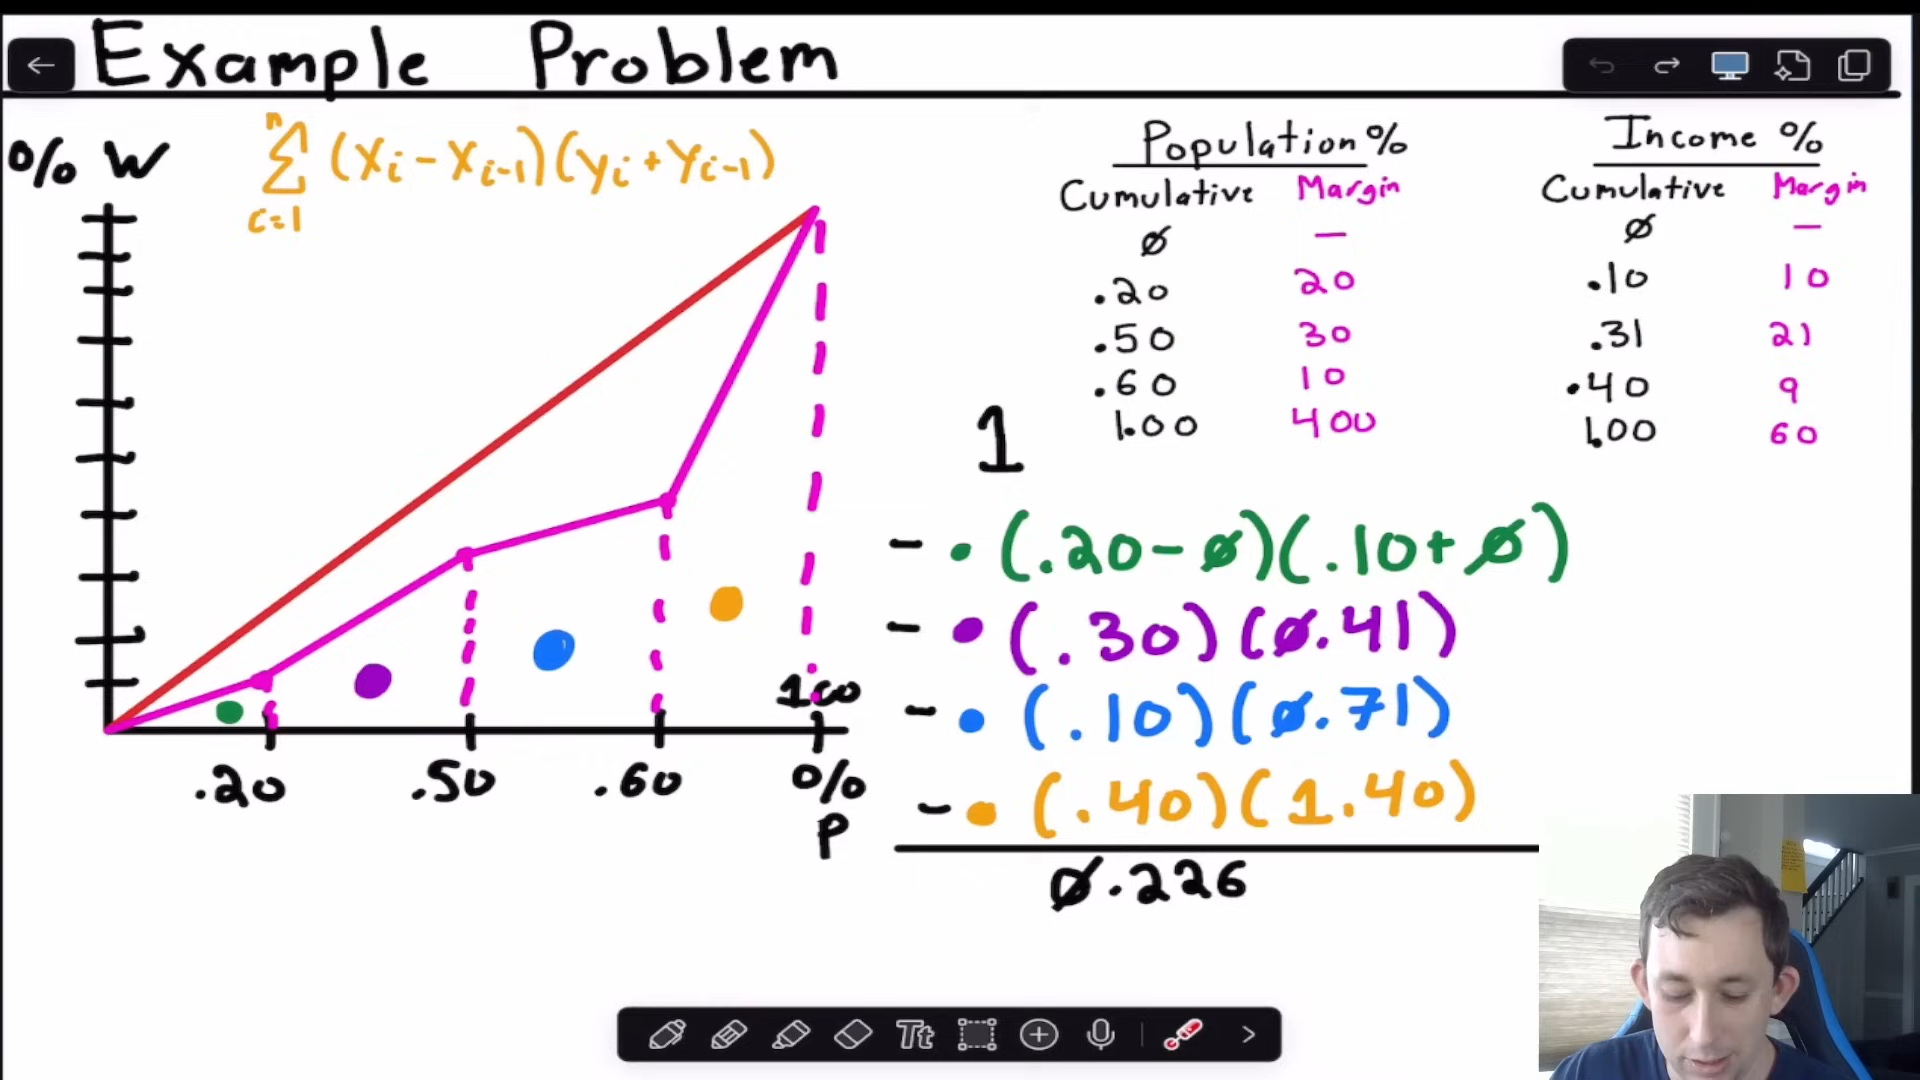 Example Problem
% W
n
Σ (Xi - Xi-1)(yi + yi-1)
i=1
Population %
Cumulative Margin
∅ —
.20 20
.50 30
.60 10
1.00 400
Income %
Cumulative Margin
∅ —
.10 10
.31 21
.40 9
1.00 60
1
- • (.20 - ∅)(.10 + ∅)
- • (.30)(∅.41)
- • (.10)(∅.71)
- • (.40)(1.40)
∅.226
100
.20 .50 .60 %
P
Tt